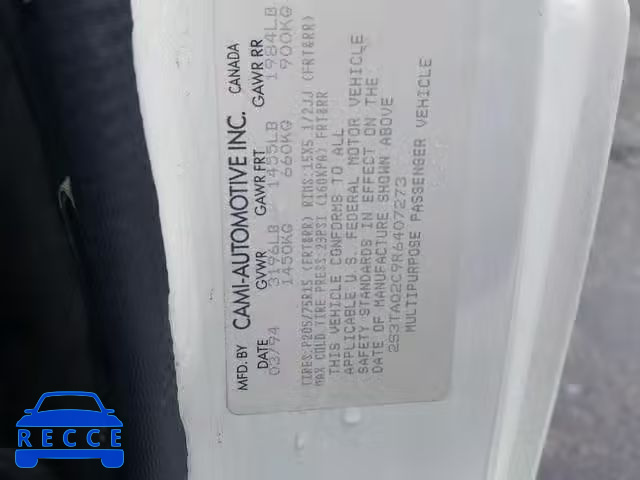 MFD. BY CAMI-AUTOMOTIVE INC. CANADA
DATE GVWR GAWR FRT GAWR RR
03/94 3196LB 1455LB 1984LB
1450KG 660KG 900KG
TIRES:P205/75R15 (FRT&RR) RIMS:15X5 1/2JJ (FRT&RR)
MAX COLD TIRE PRESS:23PSI (160KPA) FRT&RR
THIS VEHICLE CONFORMS TO ALL
APPLICABLE U.S. FEDERAL MOTOR VEHICLE
SAFETY STANDARDS IN EFFECT ON THE
DATE OF MANUFACTURE SHOWN ABOVE
2S3TA02C9R6407273
MULTIPURPOSE PASSENGER VEHICLE
RECCE